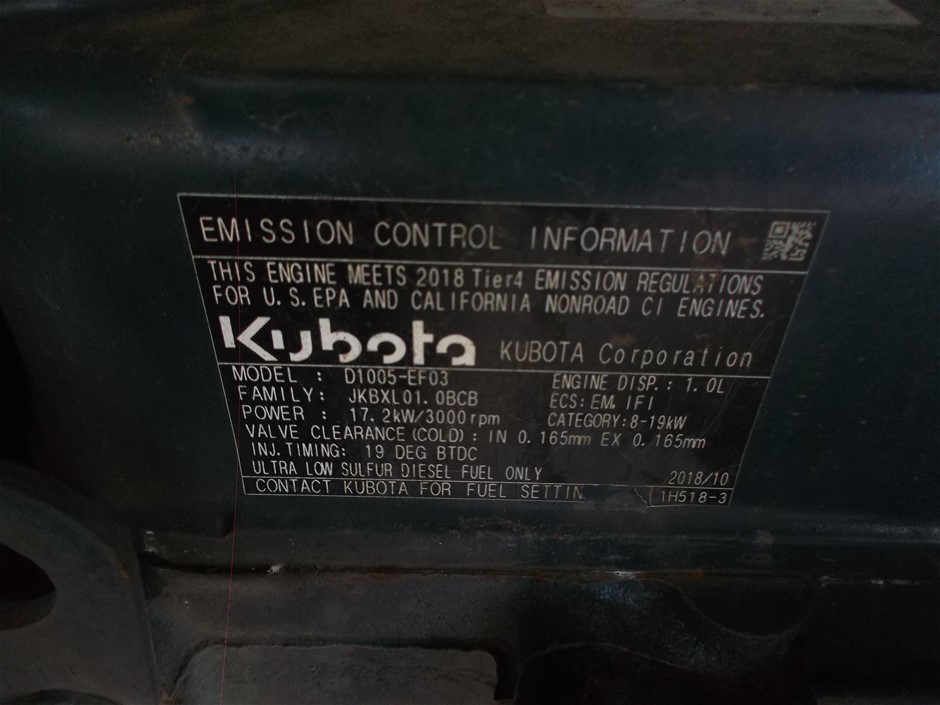 EMISSION CONTROL INFORMATION
THIS ENGINE MEETS 2018 Tier4 EMISSION REGULATIONS
FOR U.S.EPA AND CALIFORNIA NONROAD CI ENGINES.
Kubota KUBOTA Corporation
MODEL : D1005-EF03 ENGINE DISP.: 1.0L
FAMILY: JKBXL01.0BCB ECS: EM, IFI
POWER : 17.2kW/3000rpm CATEGORY:8-19kW
VALVE CLEARANCE(COLD): IN 0.165mm EX 0.165mm
INJ.TIMING: 19 DEG BTDC
ULTRA LOW SULFUR DIESEL FUEL ONLY 2018/10
CONTACT KUBOTA FOR FUEL SETTIN 1H518-3